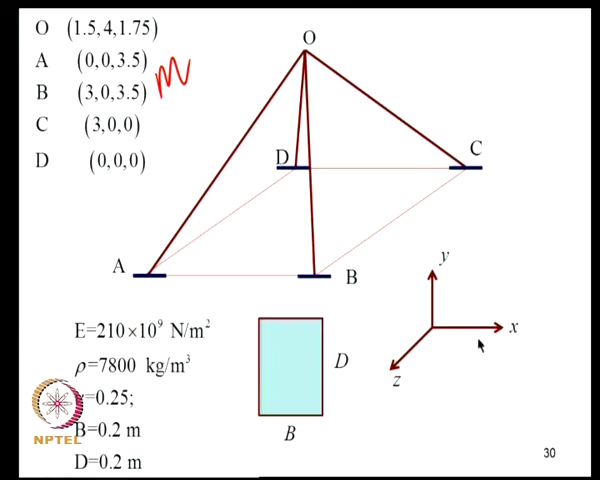 O (1.5,4,1.75)
A (0,0,3.5)
B (3,0,3.5)
m
C (3,0,0)
D (0,0,0)
O
D
C
A
B
y
x
z
E=210×10⁹ N/m²
ρ=7800 kg/m³
=0.25;
B=0.2 m
D=0.2 m
D
B
NPTEL
30